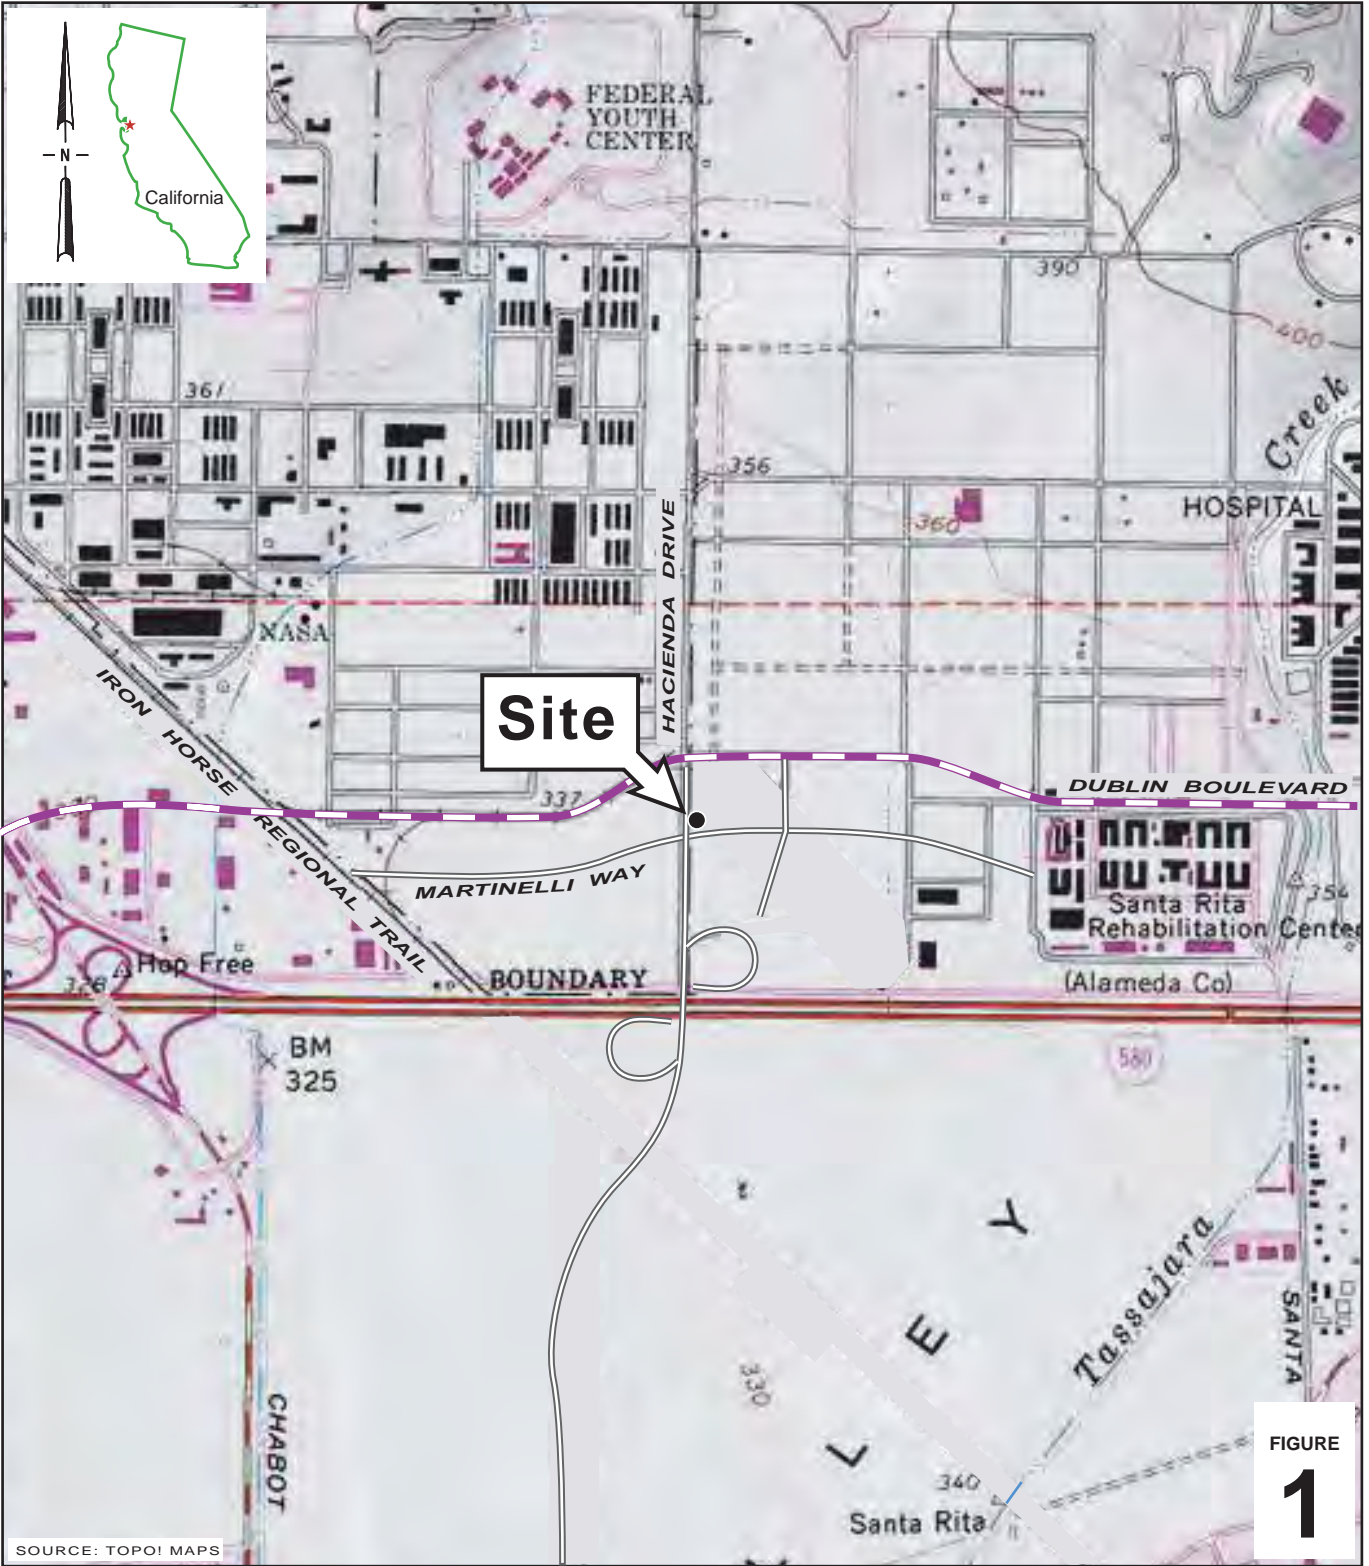 N
California
FEDERAL
YOUTH
CENTER
390
400
361
Creek
356
HOSPITAL
360
HACIENDA DRIVE
NASA
IRON HORSE REGIONAL TRAIL
Site
337
DUBLIN BOULEVARD
MARTINELLI WAY
354
Santa Rita
Rehabilitation Center
(Alameda Co)
Hop Free
328
BOUNDARY
BM
325
580
Y
E
L
Tassajara
SANTA
330
CHABOT
340
Santa Rita
FIGURE
1
SOURCE: TOPO! MAPS